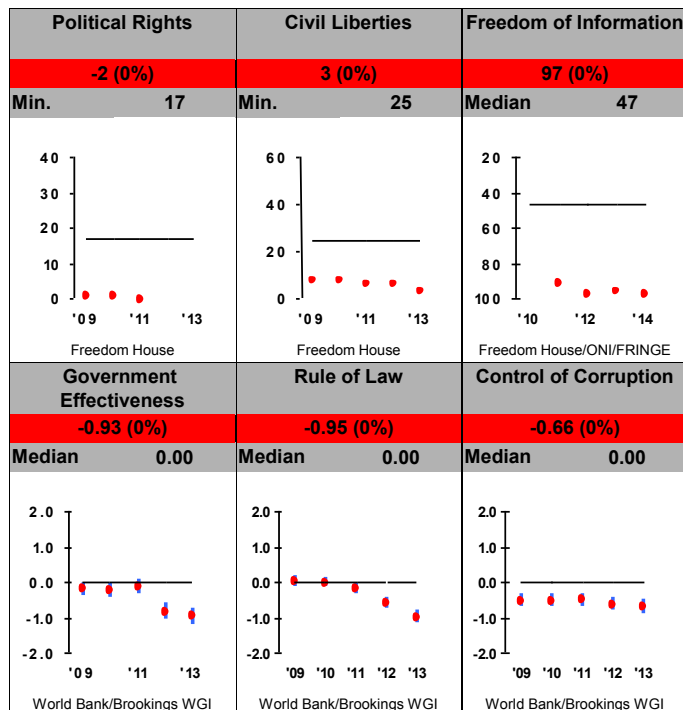 Political Rights
-2 (0%)
Min. 17
40
30
20
10
0
'09 '11 '13
Freedom House
Civil Liberties
3 (0%)
Min. 25
60
40
20
0
'09 '11 '13
Freedom House
Freedom of Information
97 (0%)
Median 47
20
40
60
80
100
'10 '12 '14
Freedom House/ONI/FRINGE
Government
Effectiveness
-0.93 (0%)
Median 0.00
2.0
1.0
0.0
-1.0
-2.0
'09 '11 '13
World Bank/Brookings WGI
Rule of Law
-0.95 (0%)
Median 0.00
2.0
1.0
0.0
-1.0
-2.0
'09 '10 '11 '12 '13
World Bank/Brookings WGI
Control of Corruption
-0.66 (0%)
Median 0.00
2.0
1.0
0.0
-1.0
-2.0
'09 '10 '11 '12 '13
World Bank/Brookings WGI